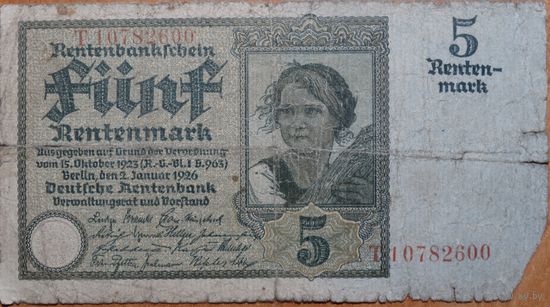 T 10782600
Rentenbankschein
Fünf
Rentenmark
Ausgegeben auf Grund der Verordnung
vom 15. Oktober 1923 (R.-G.-Bl. I S. 963)
Berlin, den 2. Januar 1926
Deutsche Rentenbank
Verwaltungsrat und Vorstand
5
T 10782600
5
Renten-
mark